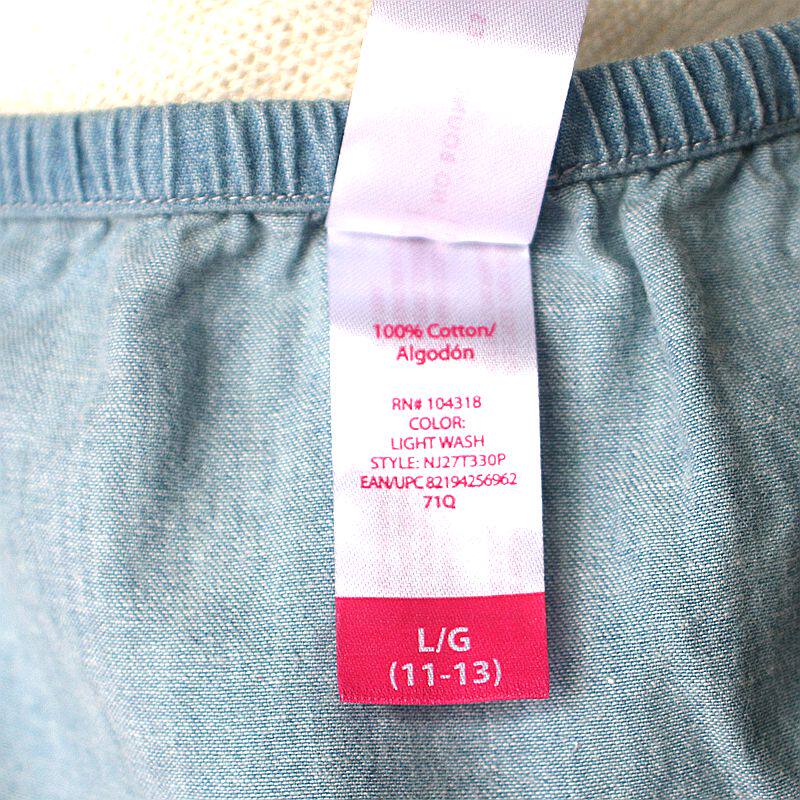 100% Cotton/
Algodón
RN# 104318
COLOR:
LIGHT WASH
STYLE: NJ27T330P
EAN/UPC 82194256962
71Q
L/G
(11-13)